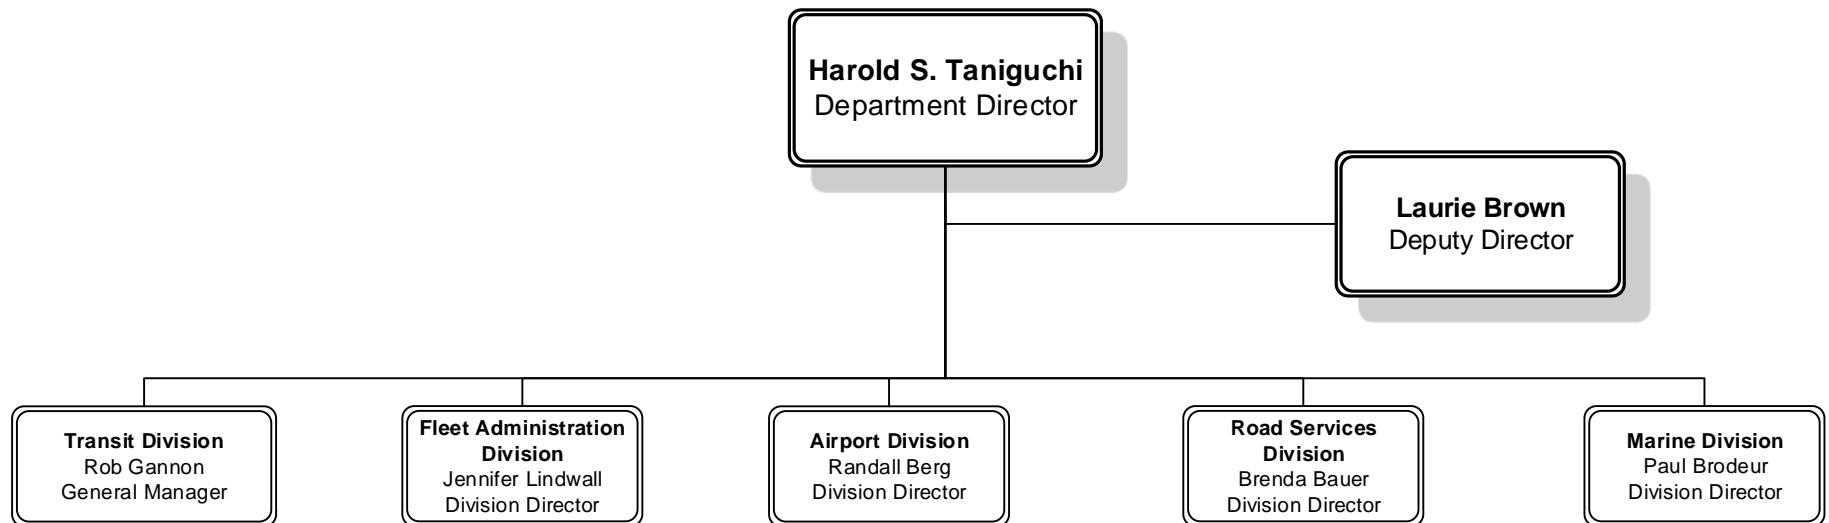 Harold S. Taniguchi
Department Director
Laurie Brown
Deputy Director
Transit Division
Rob Gannon
General Manager
Fleet Administration
Division
Jennifer Lindwall
Division Director
Airport Division
Randall Berg
Division Director
Road Services
Division
Brenda Bauer
Division Director
Marine Division
Paul Brodeur
Division Director